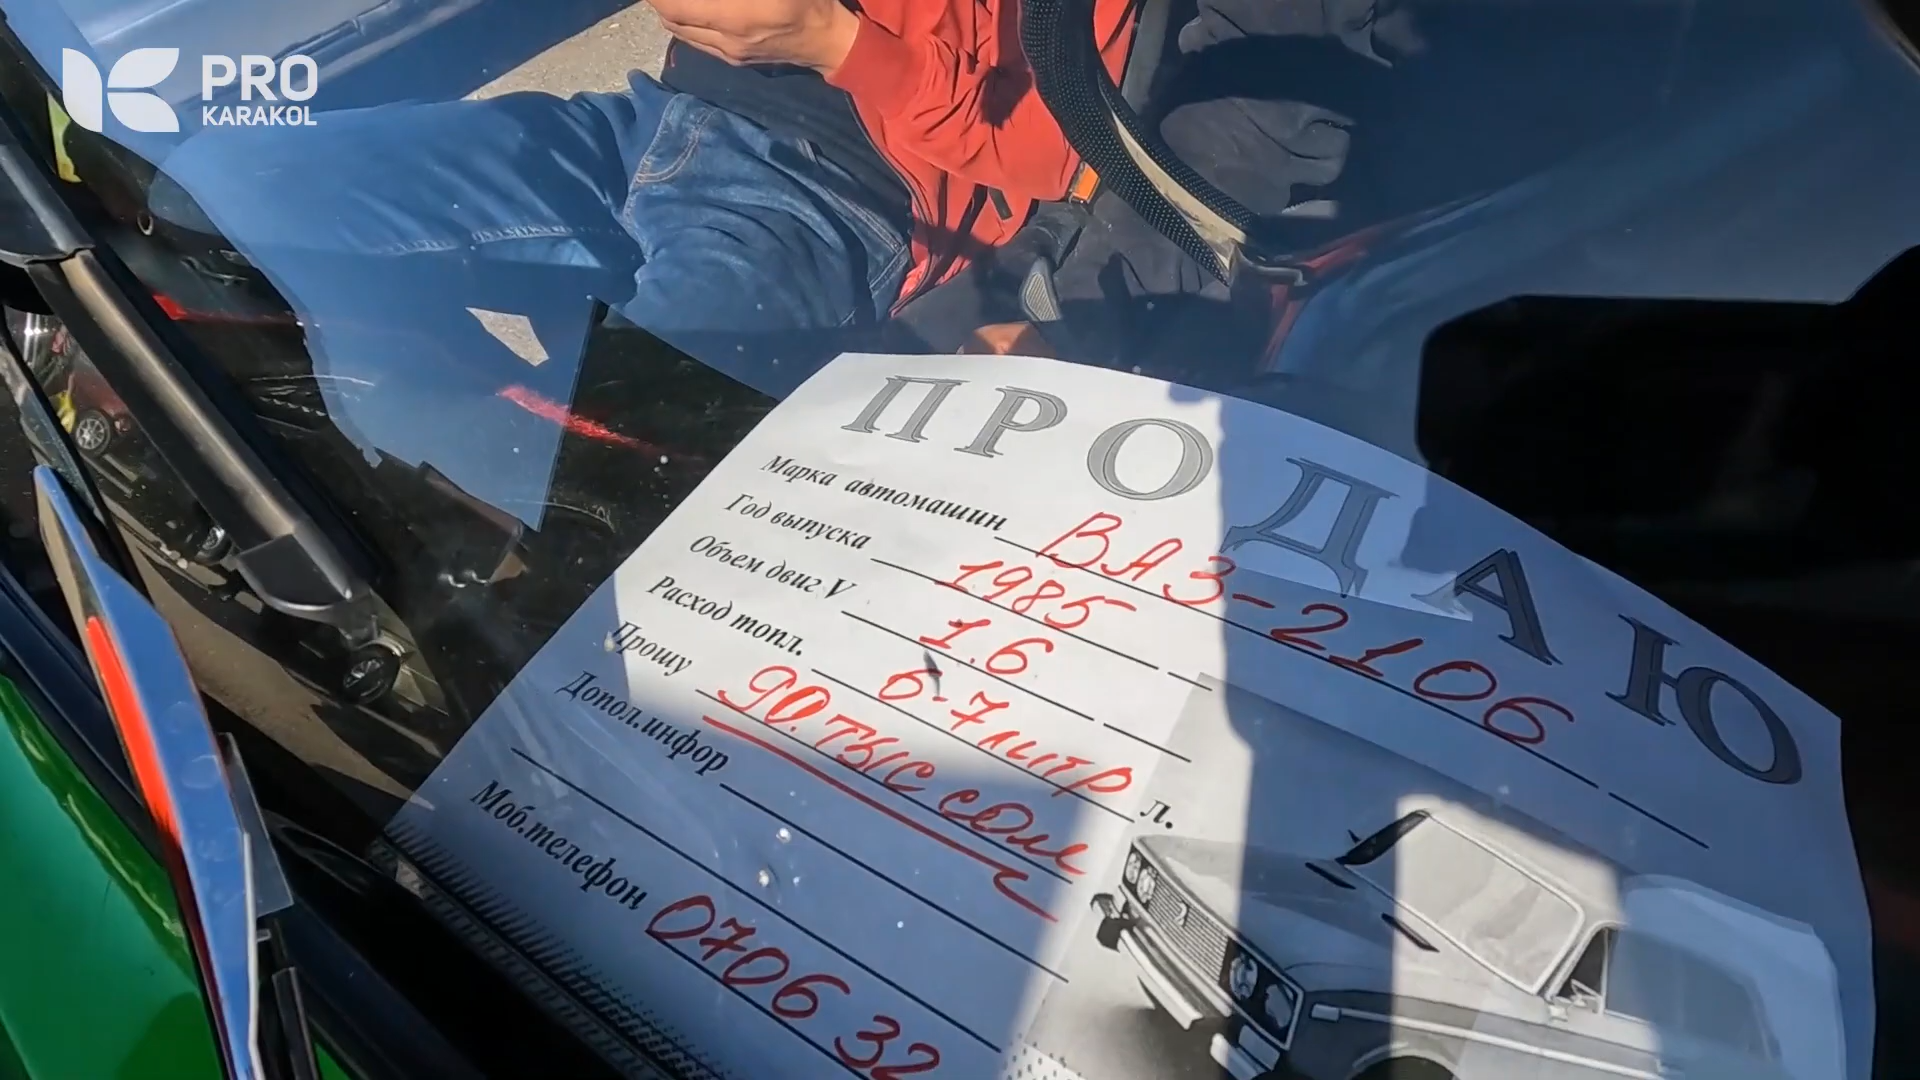 PRO
KARAKOL
ПРОДАЮ
Марка автомашин ВАЗ-2106
Год выпуска 1985
Объем двиг V 1.6
Расход топл. 6-7 литр л.
Прошу 90.тыс сом
Допол.инфор
Моб.телефон 0706 32